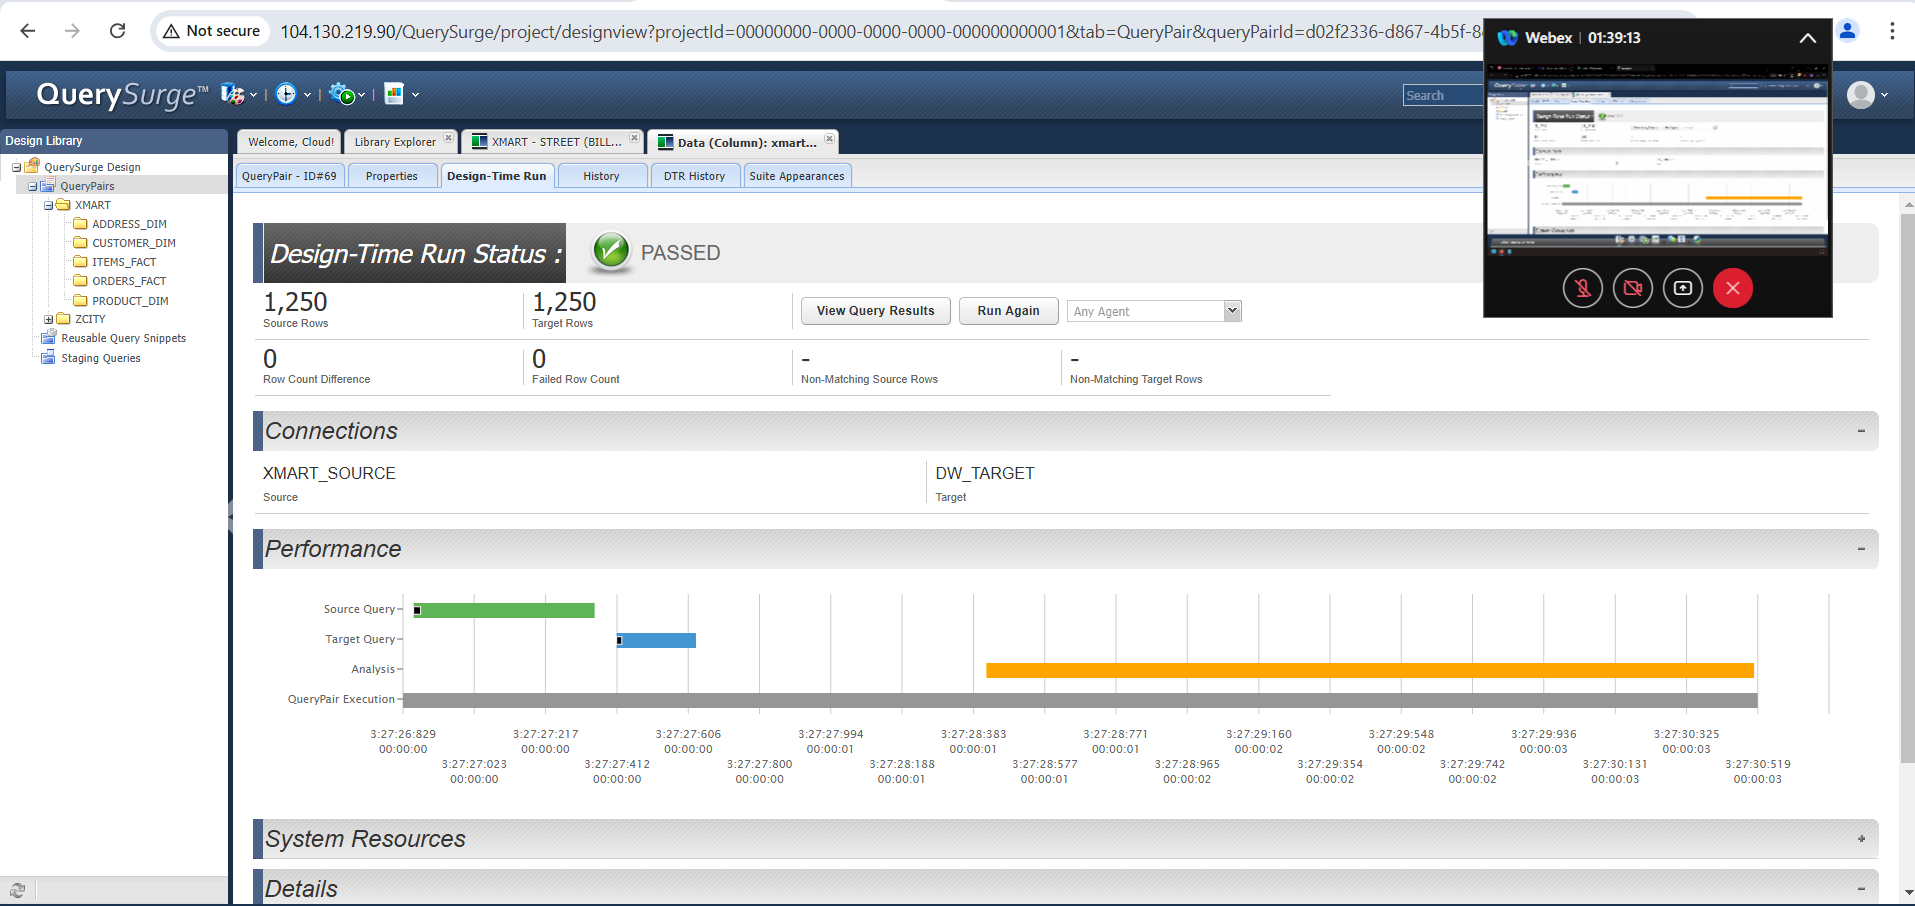 Not secure
104.130.219.90/QuerySurge/project/designview?projectId=00000000-0000-0000-0000-000000000001&tab=QueryPair&queryPairId=d02f2336-d867-4b5f-8
Webex | 01:39:13
QuerySurge™
Search
Design Library
Welcome, Cloud!
Library Explorer
XMART - STREET (BILL...
Data (Column): xmart...
QueryPair - ID#69
Properties
Design-Time Run
History
DTR History
Suite Appearances
QuerySurge Design
QueryPairs
XMART
ADDRESS_DIM
CUSTOMER_DIM
ITEMS_FACT
ORDERS_FACT
PRODUCT_DIM
ZCITY
Reusable Query Snippets
Staging Queries
Design-Time Run Status :
PASSED
1,250
Source Rows
1,250
Target Rows
View Query Results
Run Again
Any Agent
0
Row Count Difference
0
Failed Row Count
-
Non-Matching Source Rows
-
Non-Matching Target Rows
Connections
XMART_SOURCE
Source
DW_TARGET
Target
Performance
Source Query
Target Query
Analysis
QueryPair Execution
3:27:26:829 3:27:27:217 3:27:27:606 3:27:27:994 3:27:28:383 3:27:28:771 3:27:29:160 3:27:29:548 3:27:29:936 3:27:30:325
00:00:00 00:00:00 00:00:00 00:00:01 00:00:01 00:00:01 00:00:02 00:00:02 00:00:03 00:00:03
3:27:27:023 3:27:27:412 3:27:27:800 3:27:28:188 3:27:28:577 3:27:28:965 3:27:29:354 3:27:29:742 3:27:30:131 3:27:30:519
00:00:00 00:00:00 00:00:00 00:00:01 00:00:01 00:00:02 00:00:02 00:00:02 00:00:03 00:00:03
System Resources
Details